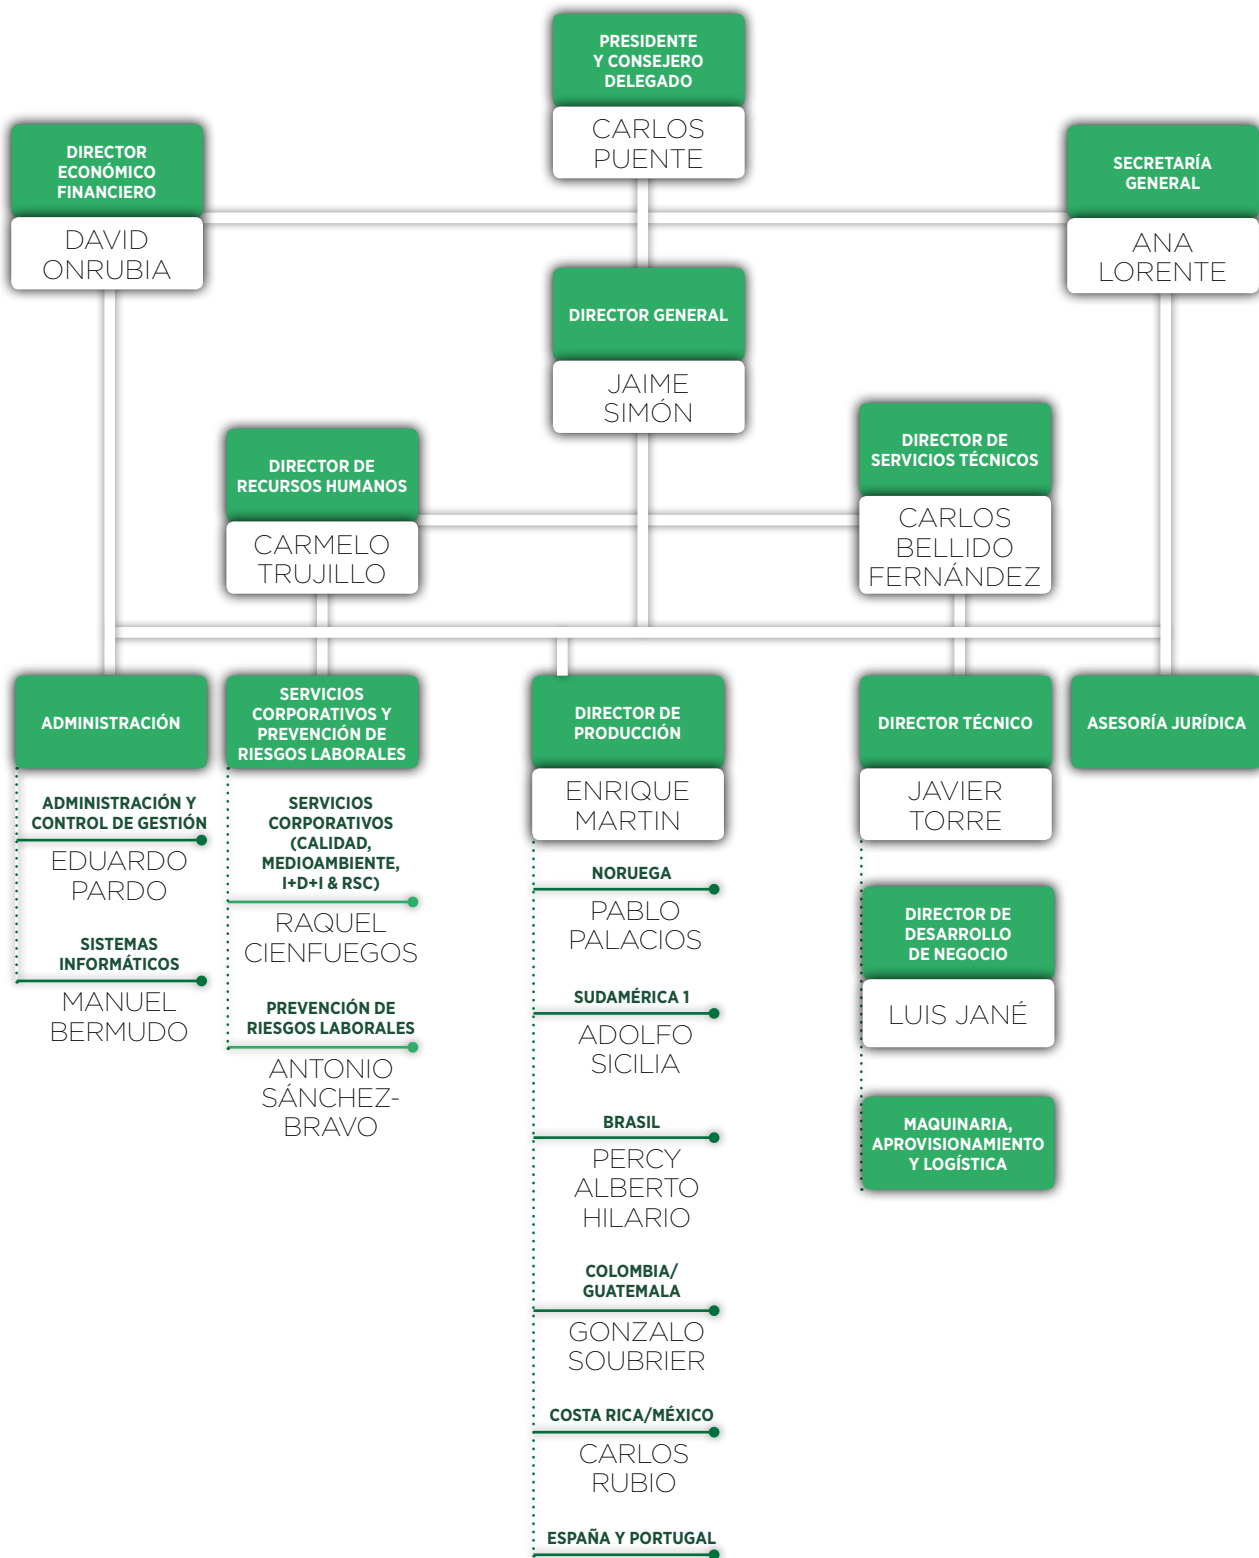 PRESIDENTE
Y CONSEJERO
DELEGADO
CARLOS
PUENTE
DIRECTOR
ECONÓMICO
FINANCIERO
DAVID
ONRUBIA
SECRETARÍA
GENERAL
ANA
LORENTE
DIRECTOR GENERAL
JAIME
SIMÓN
DIRECTOR DE
RECURSOS HUMANOS
CARMELO
TRUJILLO
DIRECTOR DE
SERVICIOS TÉCNICOS
CARLOS
BELLIDO
FERNÁNDEZ
ADMINISTRACIÓN
ADMINISTRACIÓN Y
CONTROL DE GESTIÓN
EDUARDO
PARDO
SISTEMAS
INFORMÁTICOS
MANUEL
BERMUDO
SERVICIOS
CORPORATIVOS Y
PREVENCIÓN DE
RIESGOS LABORALES
SERVICIOS
CORPORATIVOS
(CALIDAD,
MEDIOAMBIENTE,
I+D+I & RSC)
RAQUEL
CIENFUEGOS
PREVENCIÓN DE
RIESGOS LABORALES
ANTONIO
SÁNCHEZ-
BRAVO
DIRECTOR DE
PRODUCCIÓN
ENRIQUE
MARTIN
NORUEGA
PABLO
PALACIOS
SUDAMÉRICA 1
ADOLFO
SICILIA
BRASIL
PERCY
ALBERTO
HILARIO
COLOMBIA/
GUATEMALA
GONZALO
SOUBRIER
COSTA RICA/MÉXICO
CARLOS
RUBIO
ESPAÑA Y PORTUGAL
DIRECTOR TÉCNICO
JAVIER
TORRE
DIRECTOR DE
DESARROLLO
DE NEGOCIO
LUIS JANÉ
MAQUINARIA,
APROVISIONAMIENTO
Y LOGÍSTICA
ASESORÍA JURÍDICA